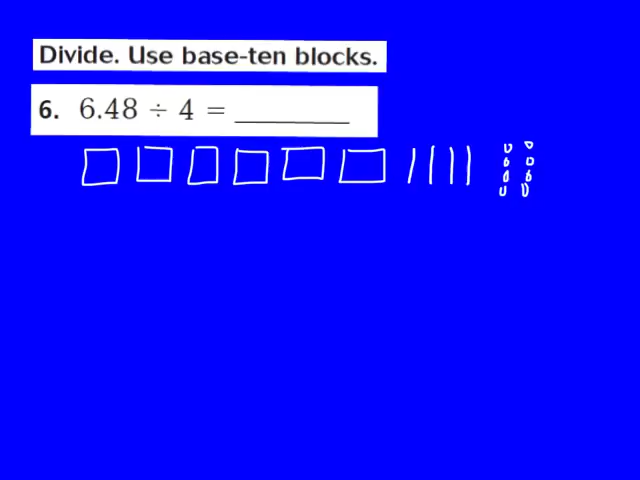 Divide. Use base-ten blocks.
6. 6.48 ÷ 4 = ________